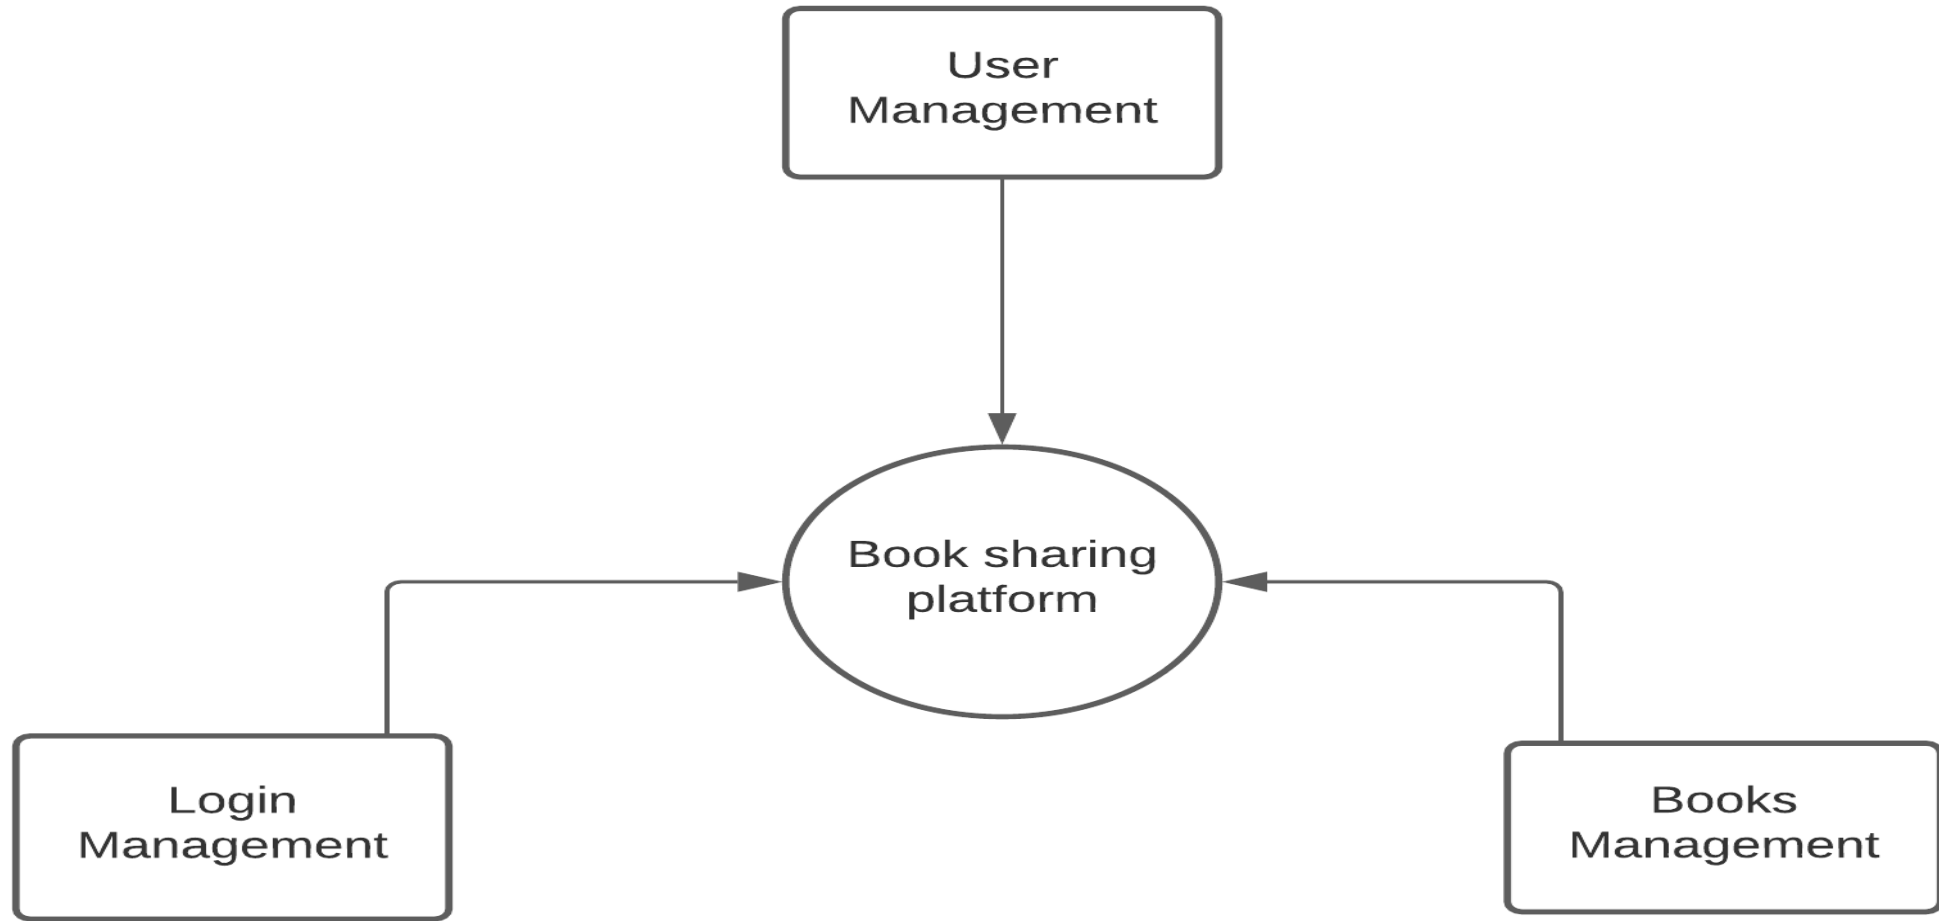 User
Management
Book sharing
platform
Login
Management
Books
Management